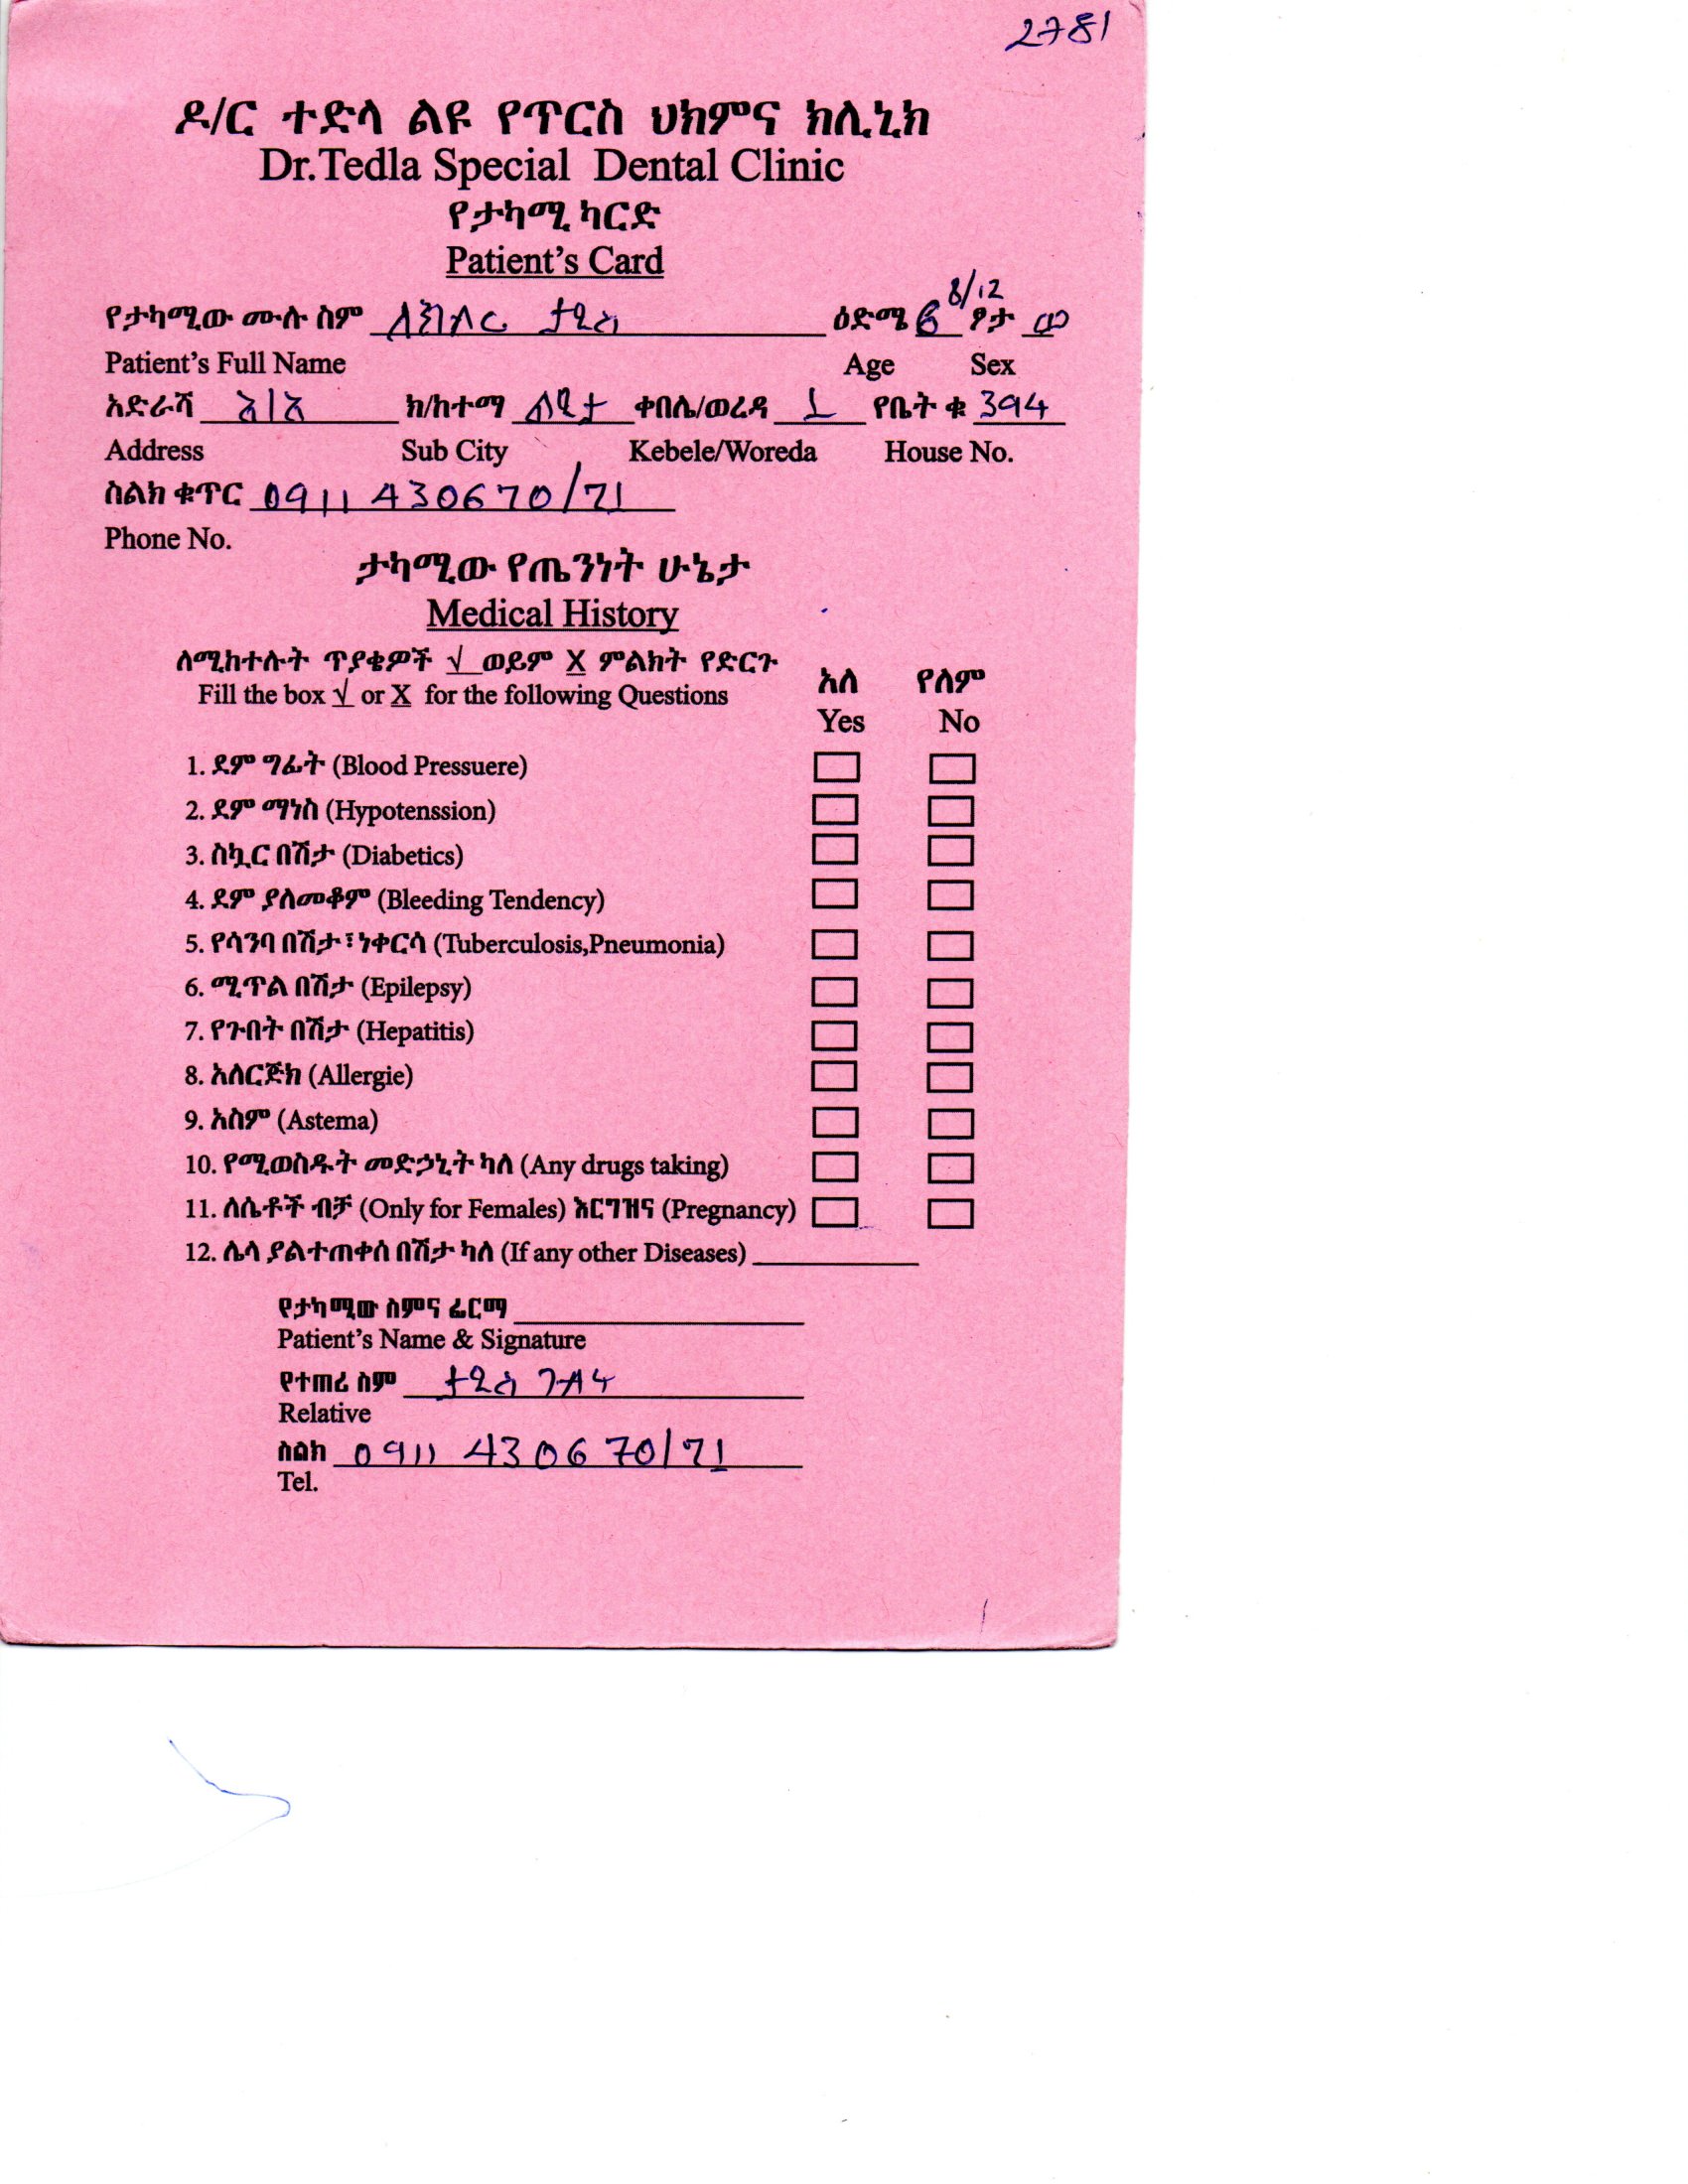 2781
ዶ/ር ተድላ ልዩ የጥርስ ህክምና ክሊኒክ
Dr.Tedla Special Dental Clinic
የታካሚ ካርድ
Patient's Card
8/12
የታካሚው ሙሉ ስም ዕድሜ 6 ፆታ ወ
Patient's Full Name Age Sex
አድራሻ አ/አ ክ/ከተማ ልደታ ቀበሌ/ወረዳ 1 የቤት ቁ 394
Address Sub City Kebele/Woreda House No.
ስልክ ቁጥር 0911 430670/71
Phone No.
ታካሚው የጤንነት ሁኔታ
Medical History
ለሚከተሉት ጥያቄዎች √ ወይም X ምልክት የድርጉ
Fill the box √ or X for the following Questions
አለ የለም
Yes No
1. ደም ግፊት (Blood Pressuere)
2. ደም ማነስ (Hypotenssion)
3. ስኳር በሽታ (Diabetics)
4. ደም ያለመቆም (Bleeding Tendency)
5. የሳንባ በሽታ፣ነቀርሳ (Tuberculosis,Pneumonia)
6. ሚጥል በሽታ (Epilepsy)
7. የጉበት በሽታ (Hepatitis)
8. አለርጅክ (Allergie)
9. አስም (Astema)
10. የሚወስዱት መድኃኒት ካለ (Any drugs taking)
11. ለሴቶች ብቻ (Only for Females) እርግዝና (Pregnancy)
12. ሌላ ያልተጠቀሰ በሽታ ካለ (If any other Diseases)
የታካሚው ስምና ፊርማ
Patient's Name & Signature
የተጠሪ ስም
Relative
ስልክ 0911 430670/71
Tel.